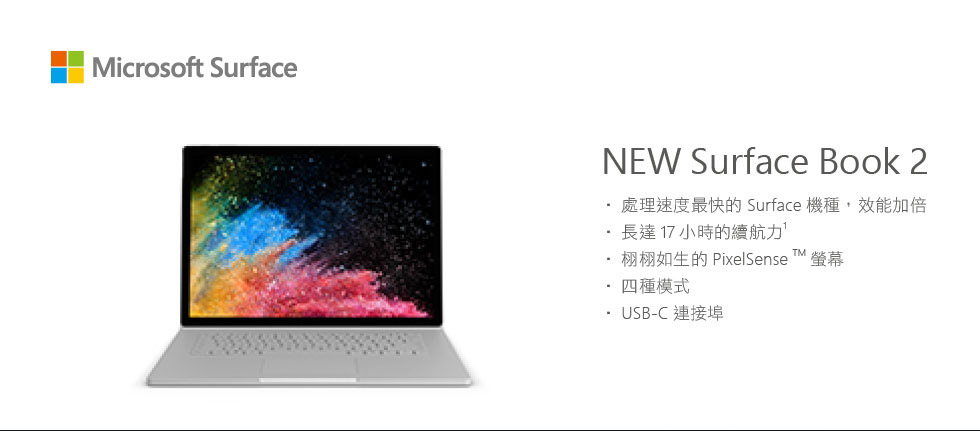 Microsoft Surface
NEW Surface Book 2
· 處理速度最快的 Surface 機種，效能加倍
· 長達 17 小時的續航力¹
· 栩栩如生的 PixelSense ™ 螢幕
· 四種模式
· USB-C 連接埠